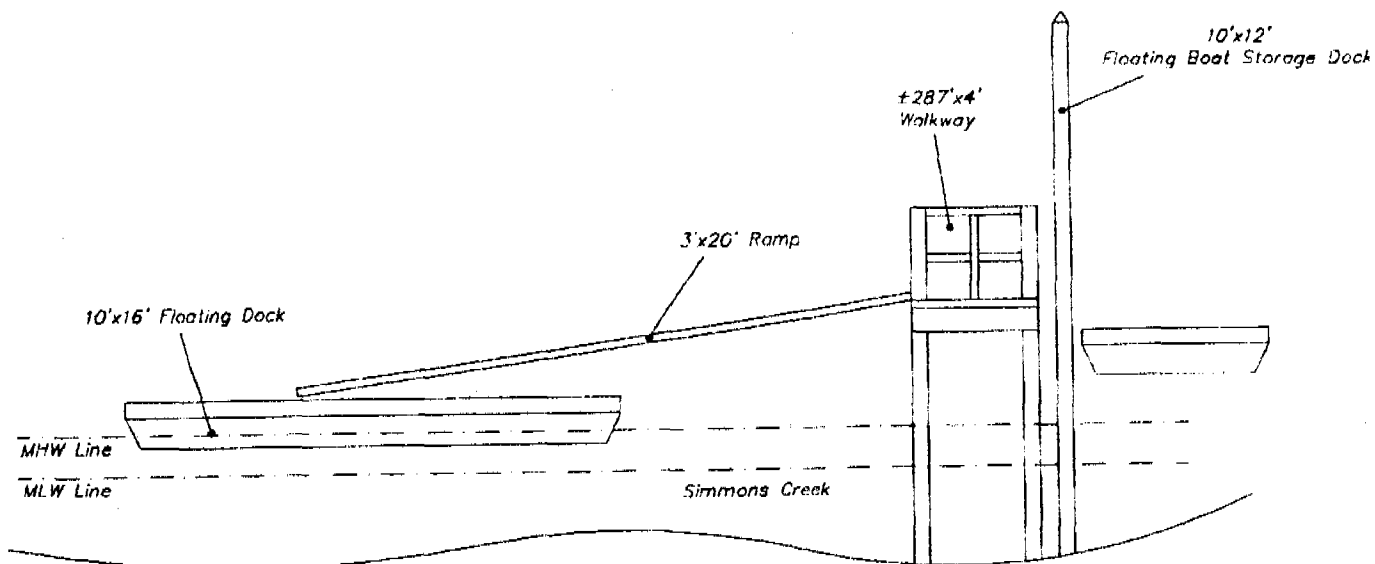 10'x12'
Floating Boat Storage Dock
±287'x4'
Walkway
3'x20' Ramp
10'x16' Floating Dock
MHW Line
MLW Line
Simmons Creek